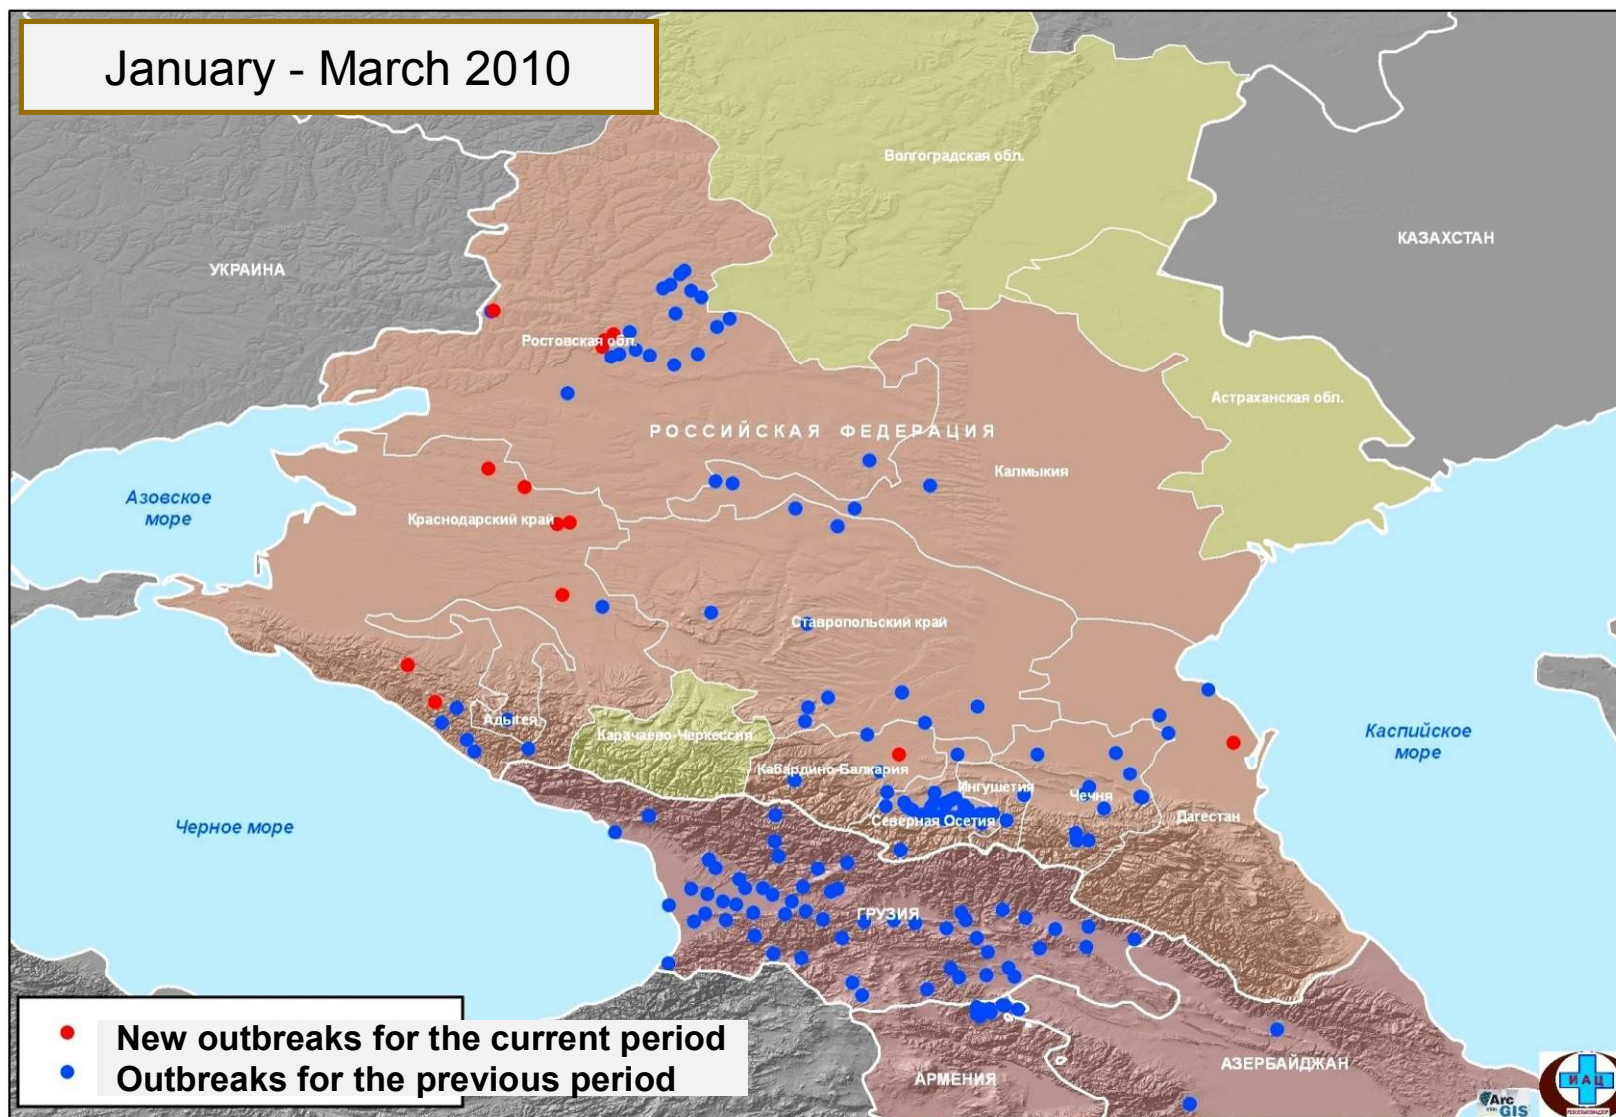 January - March 2010
Волгоградская обл.
КАЗАХСТАН
УКРАИНА
Ростовская обл.
Астраханская обл.
РОССИЙСКАЯ ФЕДЕРАЦИЯ
Калмыкия
Азовское
море
Краснодарский край
Ставропольский край
Адыгея
Карачаево-Черкессия
Каспийское
море
Кабардино-Балкария
Ингушетия
Чечня
Черное море
Северная Осетия
Дагестан
ГРУЗИЯ
New outbreaks for the current period
Outbreaks for the previous period
АЗЕРБАЙДЖАН
АРМЕНИЯ
ИАЦ
Arc
GIS